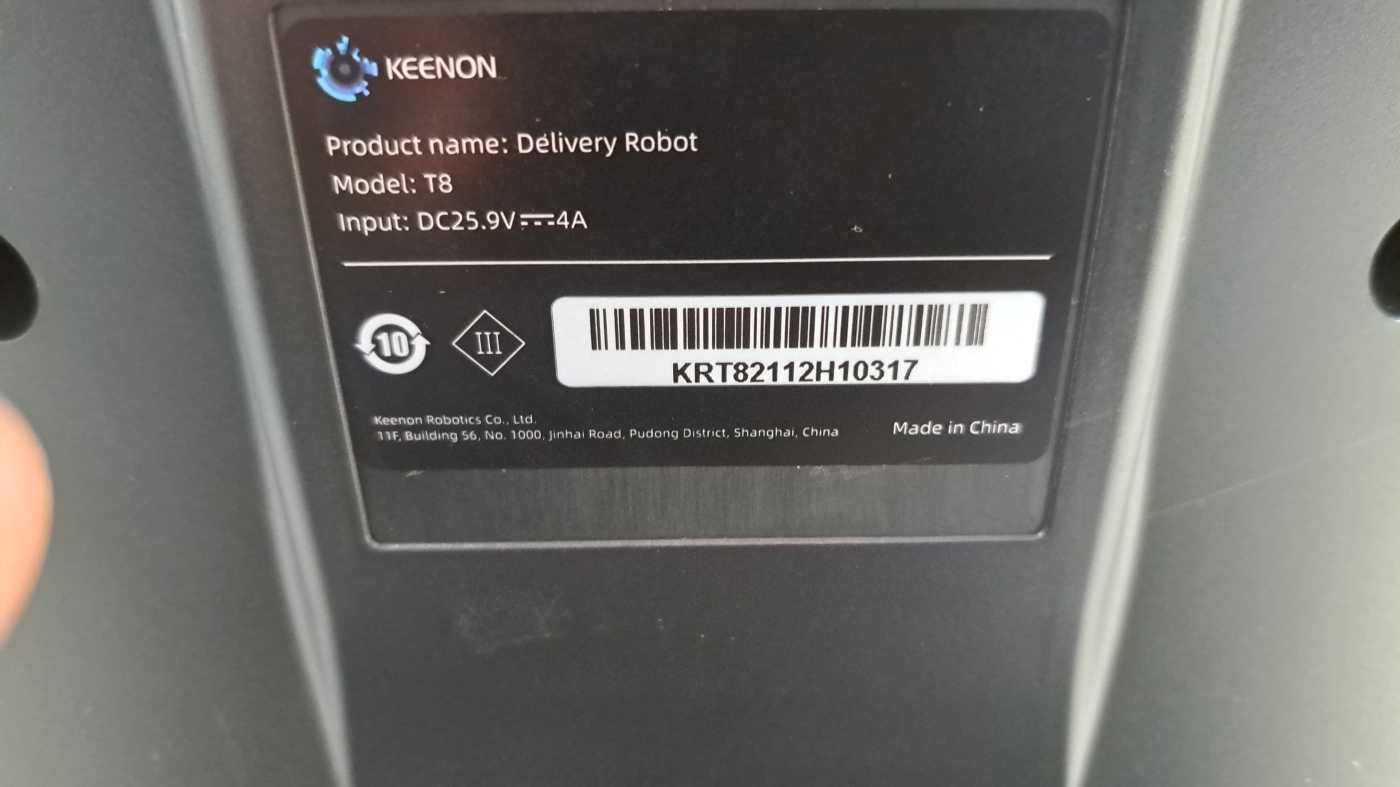 KEENON
Product name: Delivery Robot
Model: T8
Input: DC25.9V⎓4A
10
III
KRT82112H10317
Keenon Robotics Co., Ltd.
11F, Building 56, No. 1000, Jinhai Road, Pudong District, Shanghai, China
Made in China